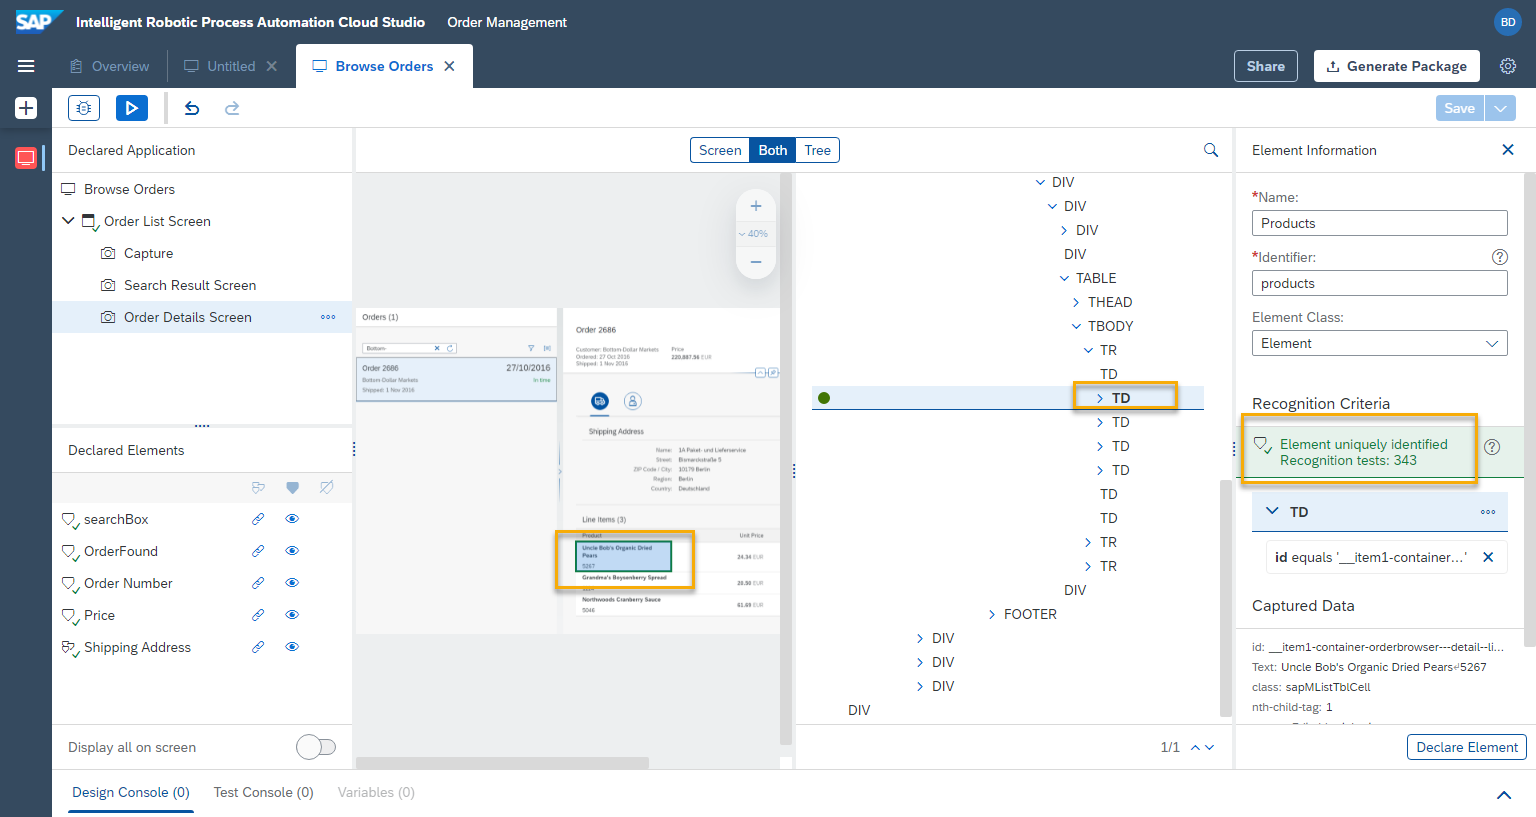 SAP Intelligent Robotic Process Automation Cloud Studio Order Management BD
Overview Untitled Browse Orders Share Generate Package
Save
Declared Application
Browse Orders
Order List Screen
Capture
Search Result Screen
Order Details Screen
Declared Elements
searchBox
OrderFound
Order Number
Price
Shipping Address
Display all on screen
Screen Both Tree
40%
Orders (1)
Bottom-
Order 2686 27/10/2016
Bottom-Dollar Markets In time
Shipped: 1 Nov 2016
Order 2686
Customer: Bottom-Dollar Markets Price
Ordered: 27 Oct 2016 220,887.56 EUR
Shipped: 1 Nov 2016
Shipping Address
Name: 1A Paket- und Lieferservice
Street: Bismarckstraße 5
ZIP Code / City: 10179 Berlin
Region: Berlin
Country: Deutschland
Line Items (3)
Product Unit Price
Uncle Bob's Organic Dried
Pears
5267
24.34 EUR
Grandma's Boysenberry Spread
20.50 EUR
Northwoods Cranberry Sauce
5046
61.69 EUR
DIV
DIV
DIV
DIV
TABLE
THEAD
TBODY
TR
TD
TD
TD
TD
TD
TD
TD
TR
TR
DIV
FOOTER
DIV
DIV
DIV
DIV
1/1
Element Information
*Name:
Products
*Identifier:
products
Element Class:
Element
Recognition Criteria
Element uniquely identified
Recognition tests: 343
TD
id equals '__item1-container...'
Captured Data
id: __item1-container-orderbrowser---detail--li...
Text: Uncle Bob's Organic Dried Pears↵5267
class: sapMListTblCell
nth-child-tag: 1
Declare Element
Design Console (0) Test Console (0) Variables (0)